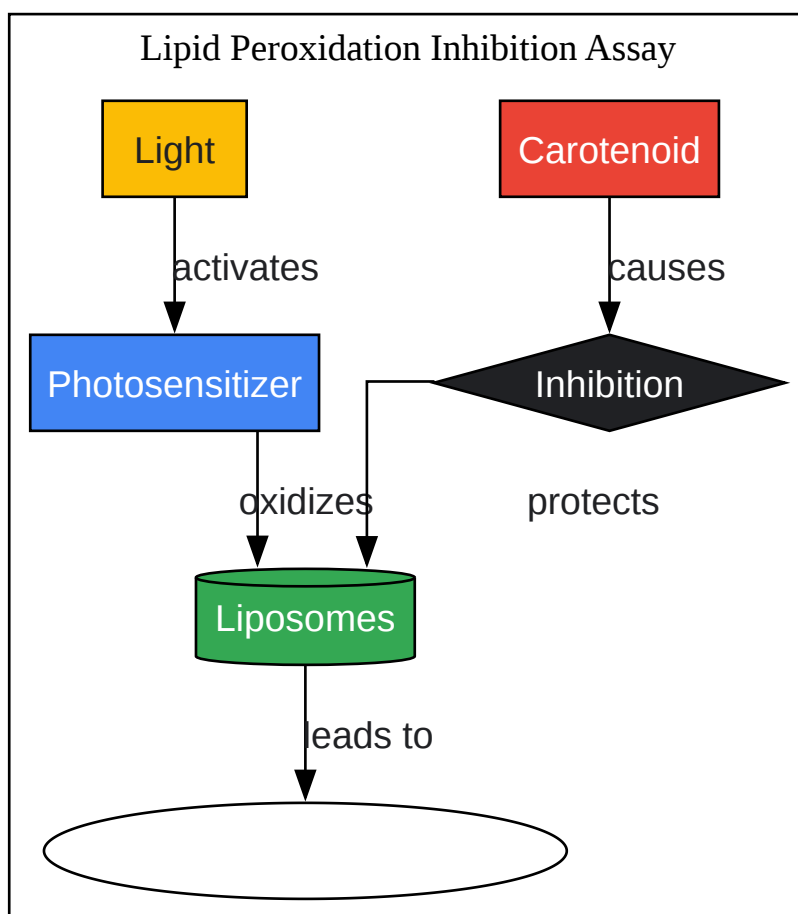 Lipid Peroxidation Inhibition Assay
Light
Carotenoid
activates
causes
Photosensitizer
Inhibition
oxidizes
protects
Liposomes
leads to